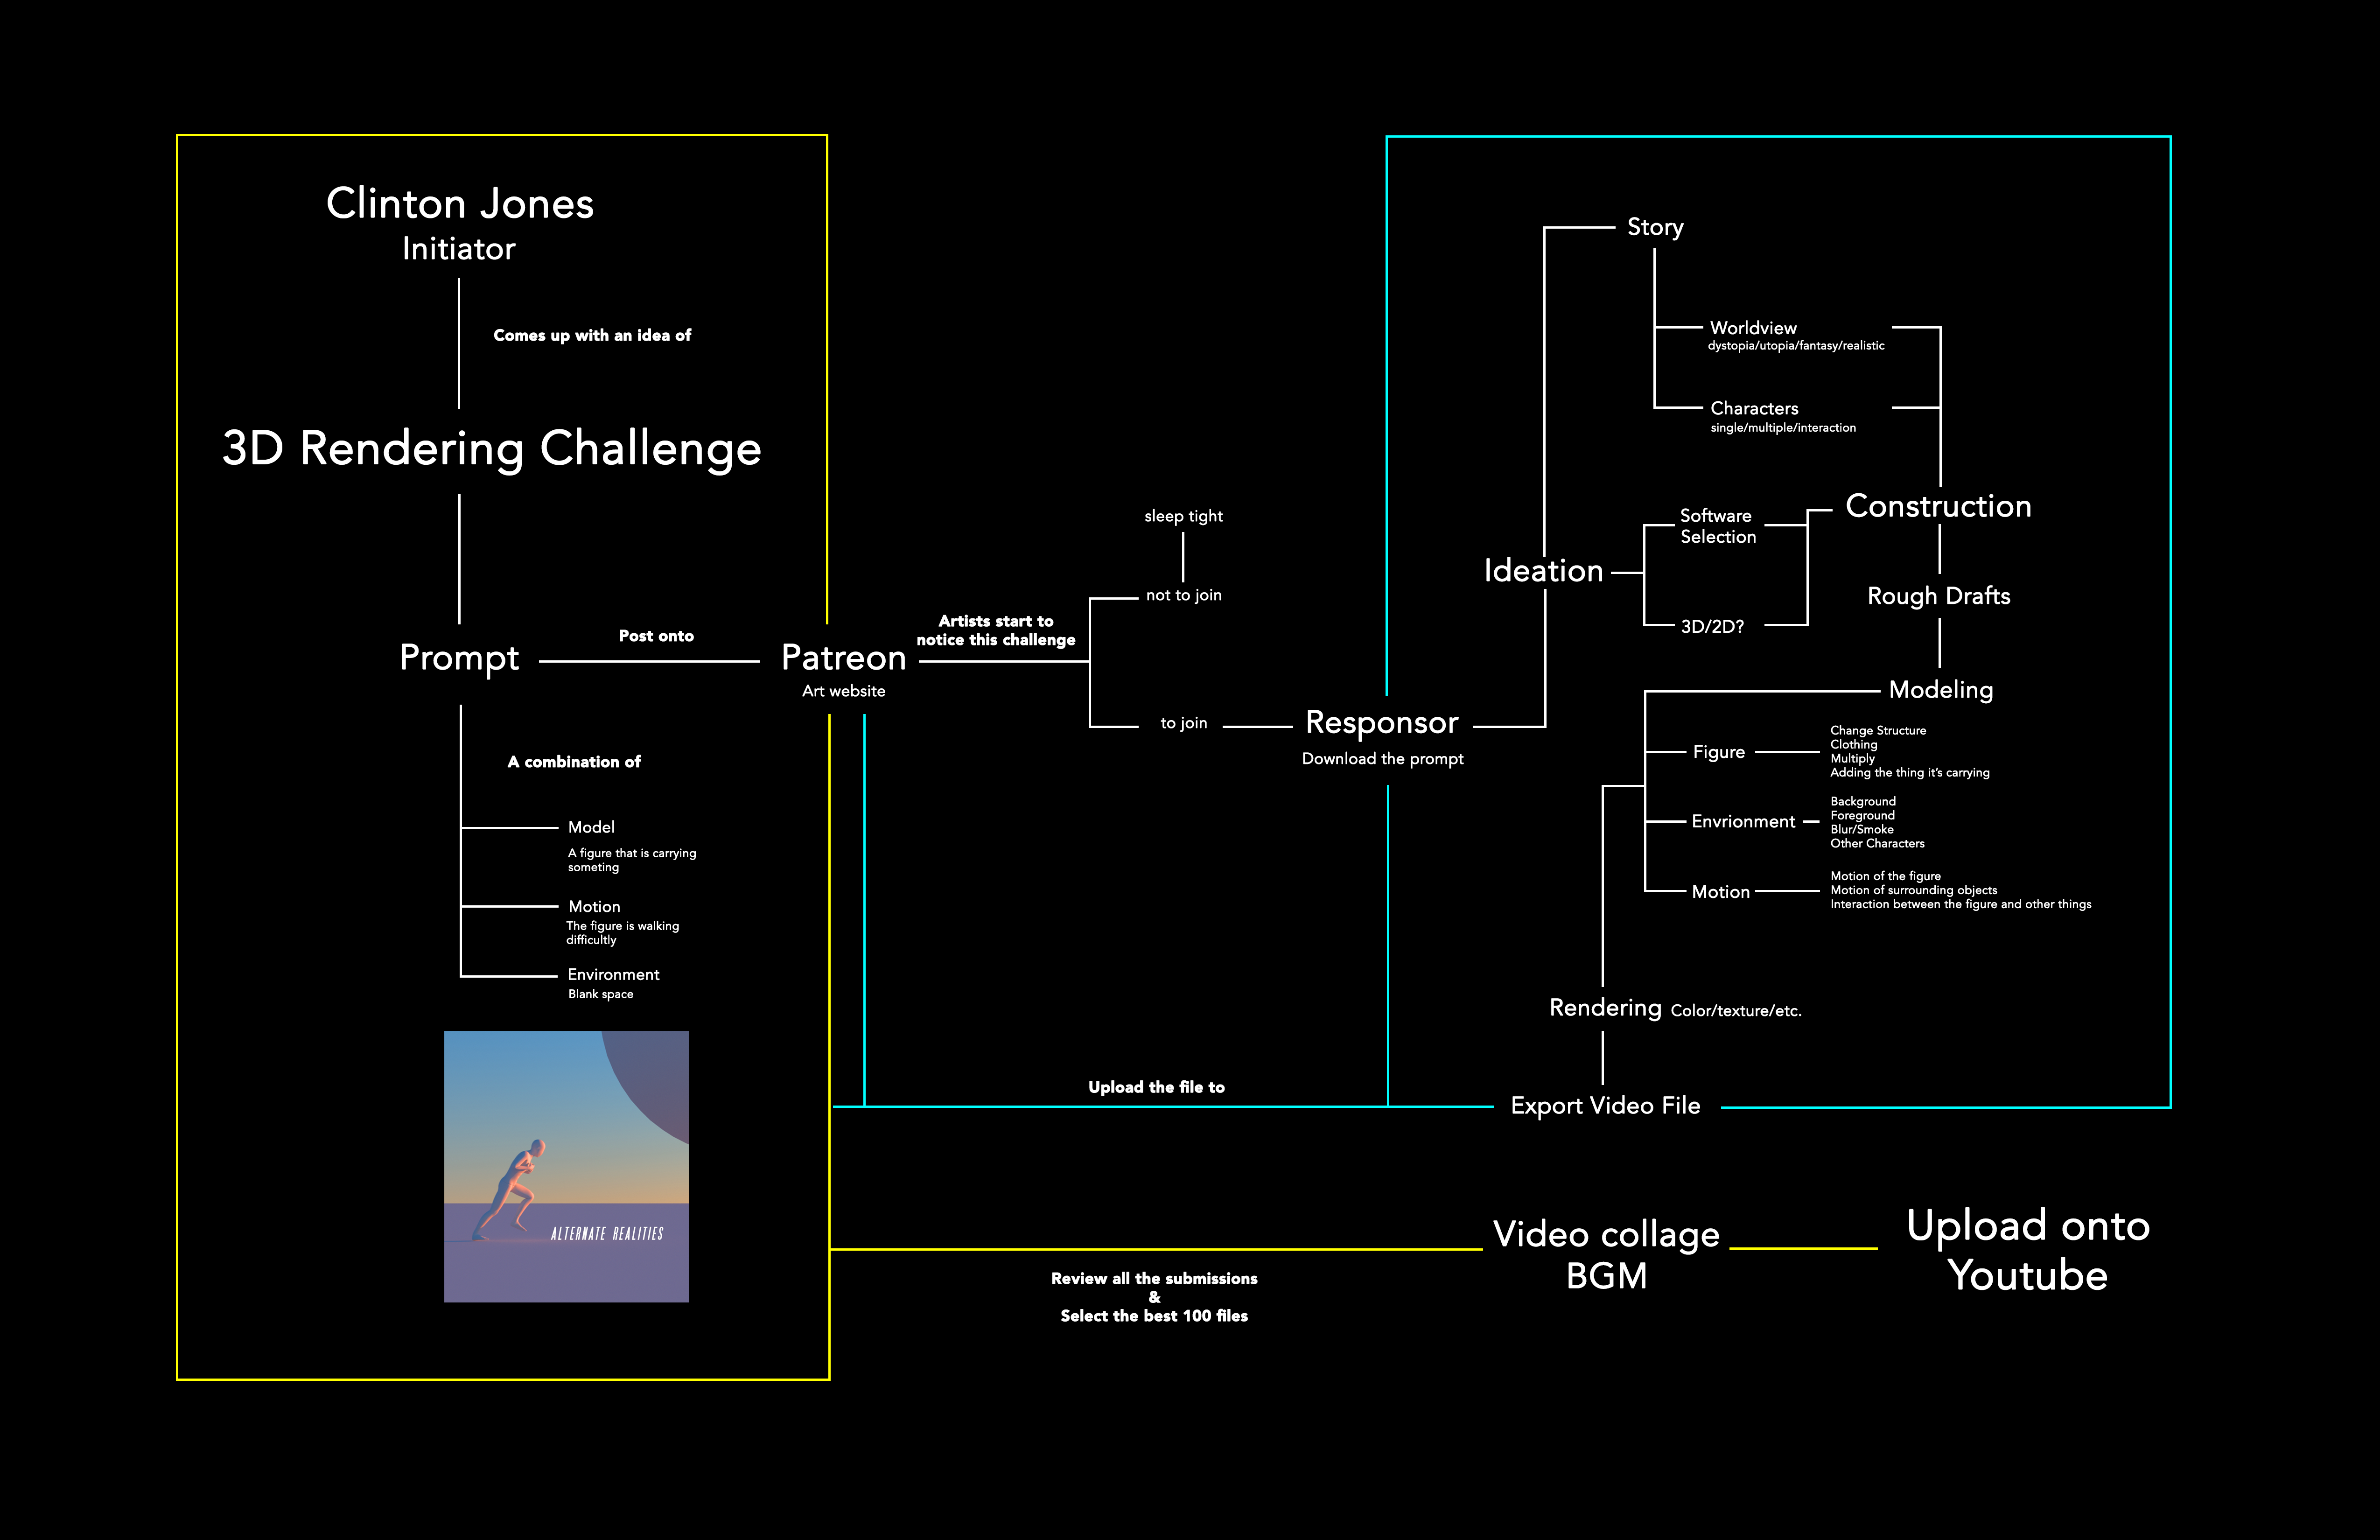 Clinton Jones
Initiator
Comes up with an idea of
3D Rendering Challenge
Prompt
Post onto
Patreon
Art website
A combination of
Model
A figure that is carrying
someting
Motion
The figure is walking
difficultly
Environment
Blank space
ALTERNATE REALITIES
Artists start to
notice this challenge
sleep tight
not to join
to join
Responsor
Download the prompt
Ideation
Story
Worldview
dystopia/utopia/fantasy/realistic
Characters
single/multiple/interaction
Software
Selection
3D/2D?
Construction
Rough Drafts
Modeling
Figure
Change Structure
Clothing
Multiply
Adding the thing it's carrying
Envrionment
Background
Foreground
Blur/Smoke
Other Characters
Motion
Motion of the figure
Motion of surrounding objects
Interaction between the figure and other things
Rendering Color/texture/etc.
Export Video File
Upload the file to
Review all the submissions
&
Select the best 100 files
Video collage
BGM
Upload onto
Youtube